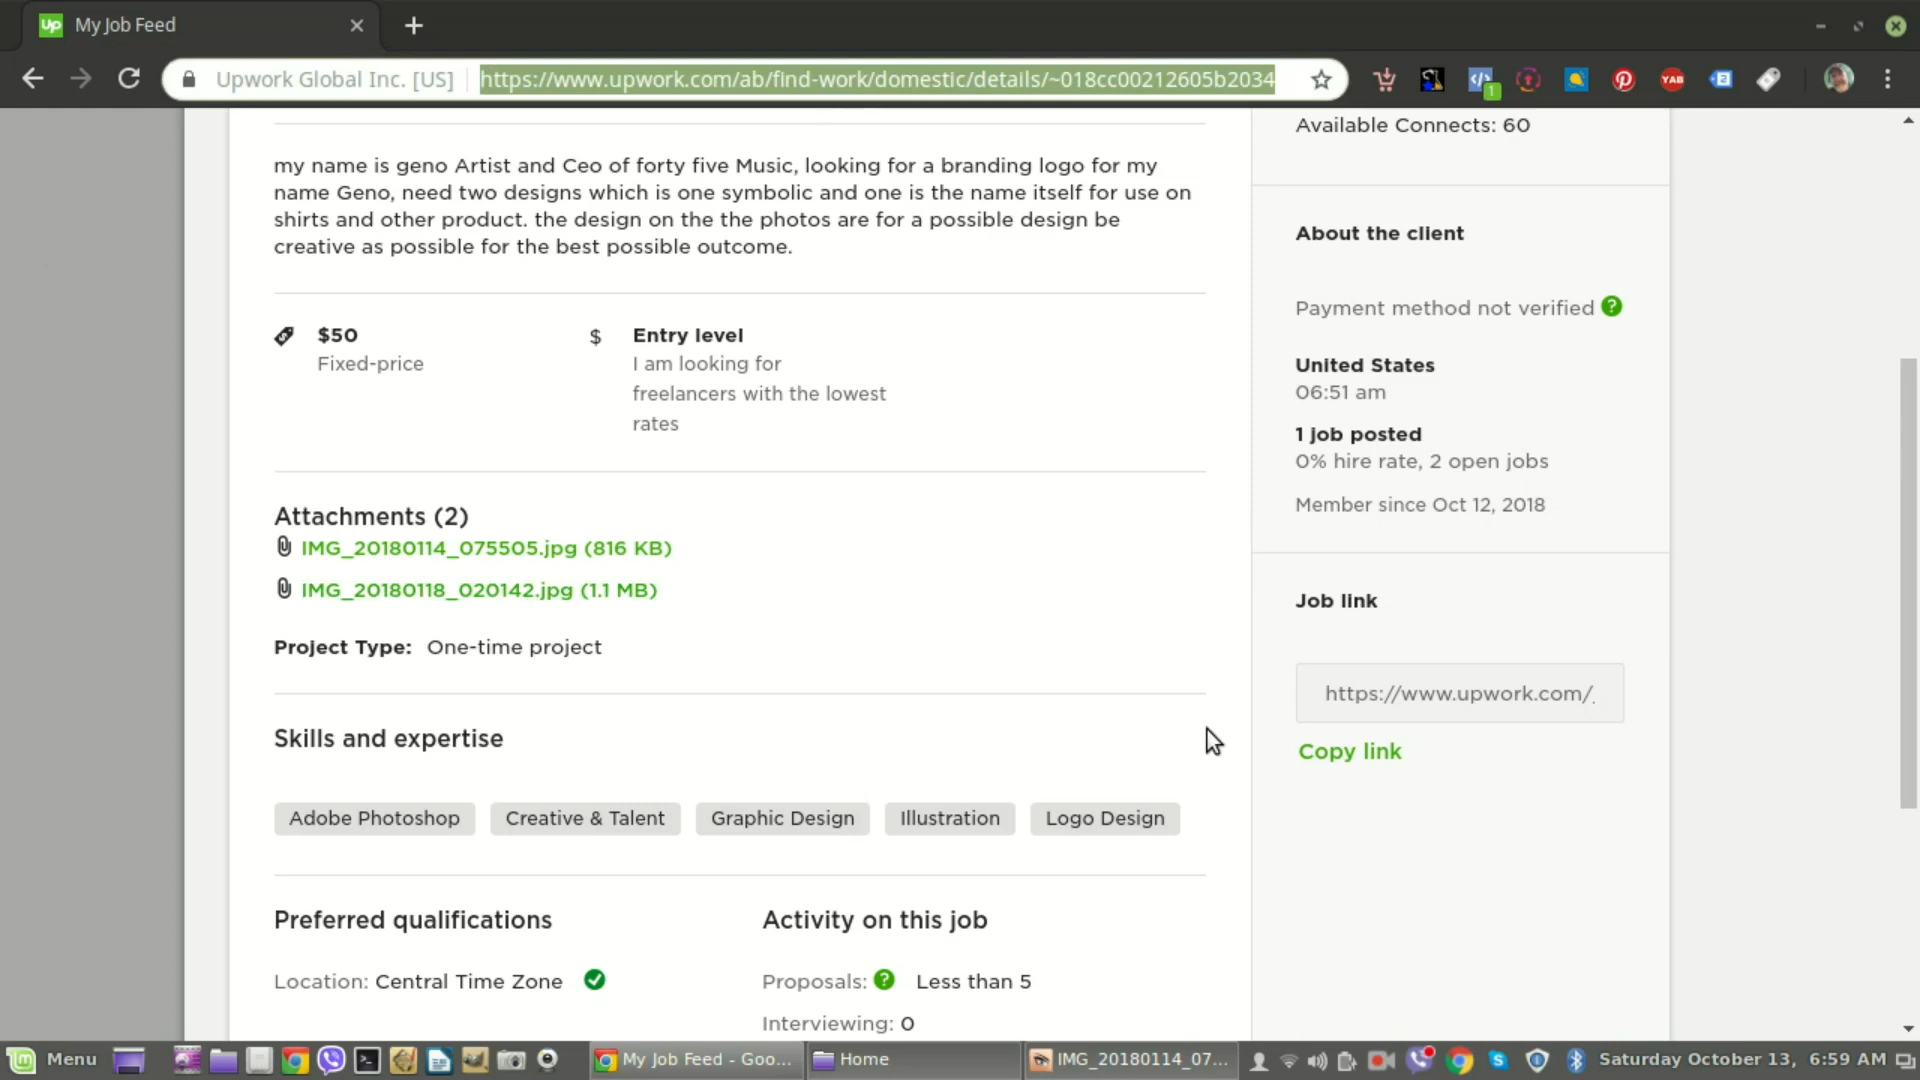 My Job Feed
Upwork Global Inc. [US]
https://www.upwork.com/ab/find-work/domestic/details/~018cc00212605b2034
1
YAB
my name is geno Artist and Ceo of forty five Music, looking for a branding logo for my
name Geno, need two designs which is one symbolic and one is the name itself for use on
shirts and other product. the design on the the photos are for a possible design be
creative as possible for the best possible outcome.
$50
Fixed-price
$
Entry level
I am looking for
freelancers with the lowest
rates
Attachments (2)
IMG_20180114_075505.jpg (816 KB)
IMG_20180118_020142.jpg (1.1 MB)
Project Type: One-time project
Skills and expertise
Adobe Photoshop
Creative & Talent
Graphic Design
Illustration
Logo Design
Preferred qualifications
Location: Central Time Zone
Activity on this job
Proposals: ? Less than 5
Interviewing: 0
Available Connects: 60
About the client
Payment method not verified ?
United States
06:51 am
1 job posted
0% hire rate, 2 open jobs
Member since Oct 12, 2018
Job link
https://www.upwork.com/
Copy link
Menu
My Job Feed - Goo...
Home
IMG_20180114_07...
Saturday October 13, 6:59 AM